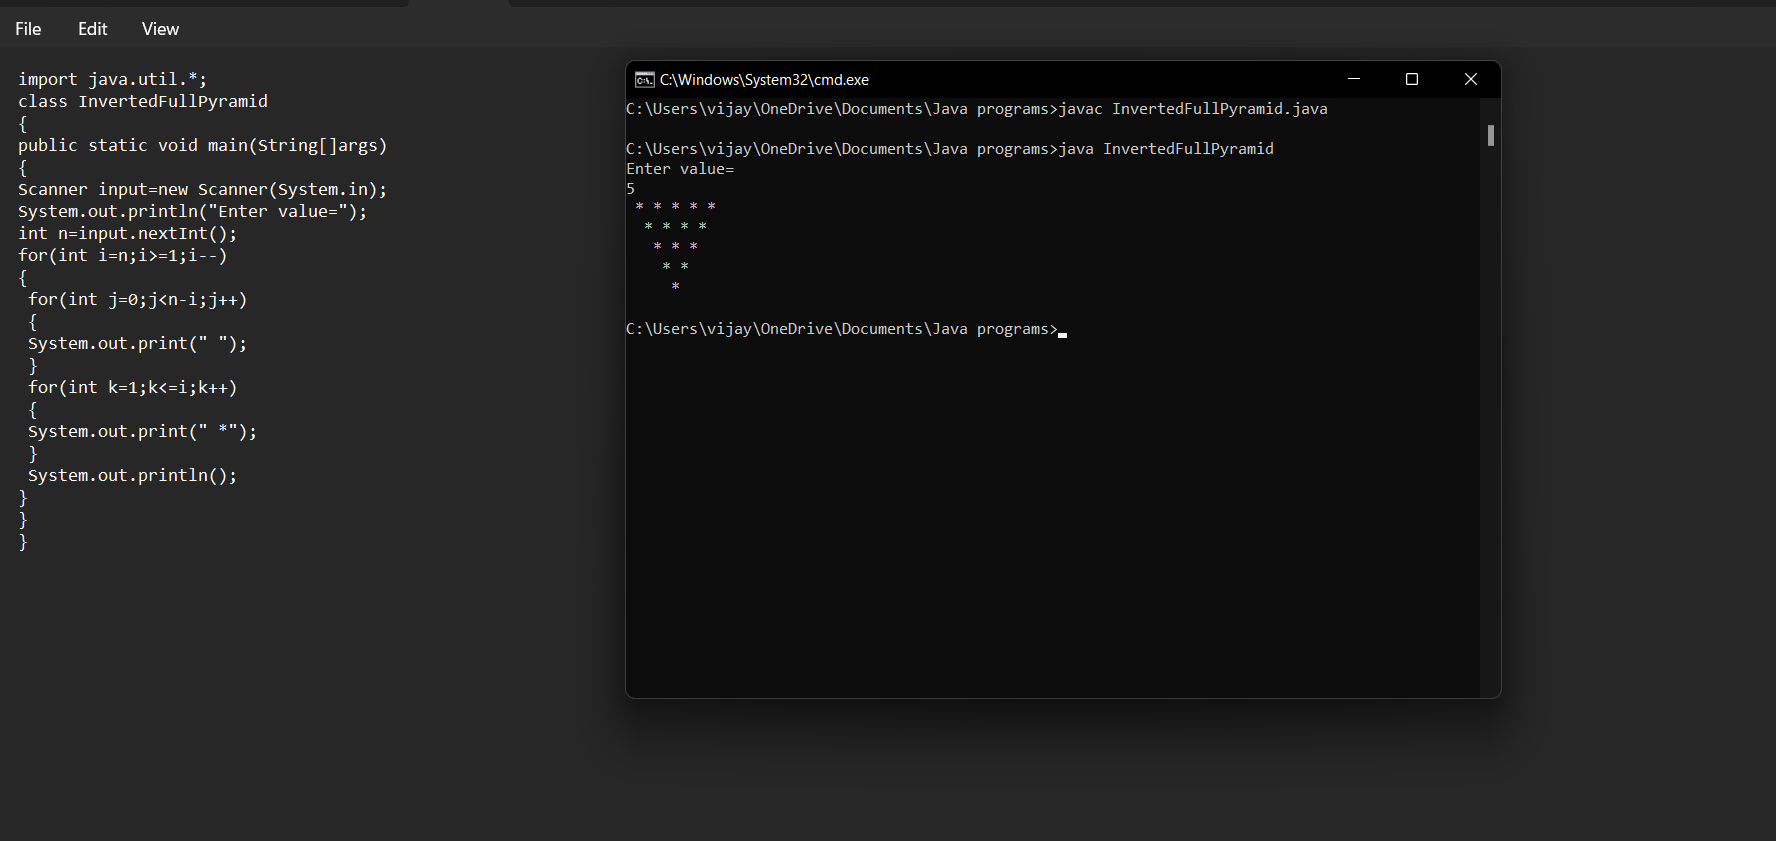 File Edit View
import java.util.*;
class InvertedFullPyramid
{
public static void main(String[]args)
{
Scanner input=new Scanner(System.in);
System.out.println("Enter value=");
int n=input.nextInt();
for(int i=n;i>=1;i--)
{
 for(int j=0;j<n-i;j++)
 {
 System.out.print(" ");
 }
 for(int k=1;k<=i;k++)
 {
 System.out.print(" *");
 }
 System.out.println();
}
}
}
C:\Windows\System32\cmd.exe
C:\Users\vijay\OneDrive\Documents\Java programs>javac InvertedFullPyramid.java
C:\Users\vijay\OneDrive\Documents\Java programs>java InvertedFullPyramid
Enter value=
5
 * * * * *
  * * * *
   * * *
    * *
     *
C:\Users\vijay\OneDrive\Documents\Java programs>